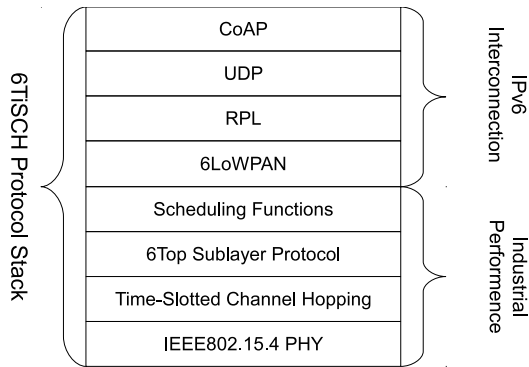 6TiSCH Protocol Stack
CoAP
UDP
RPL
6LoWPAN
Scheduling Functions
6Top Sublayer Protocol
Time-Slotted Channel Hopping
IEEE802.15.4 PHY
IPv6
Interconnection
Industrial
Performence